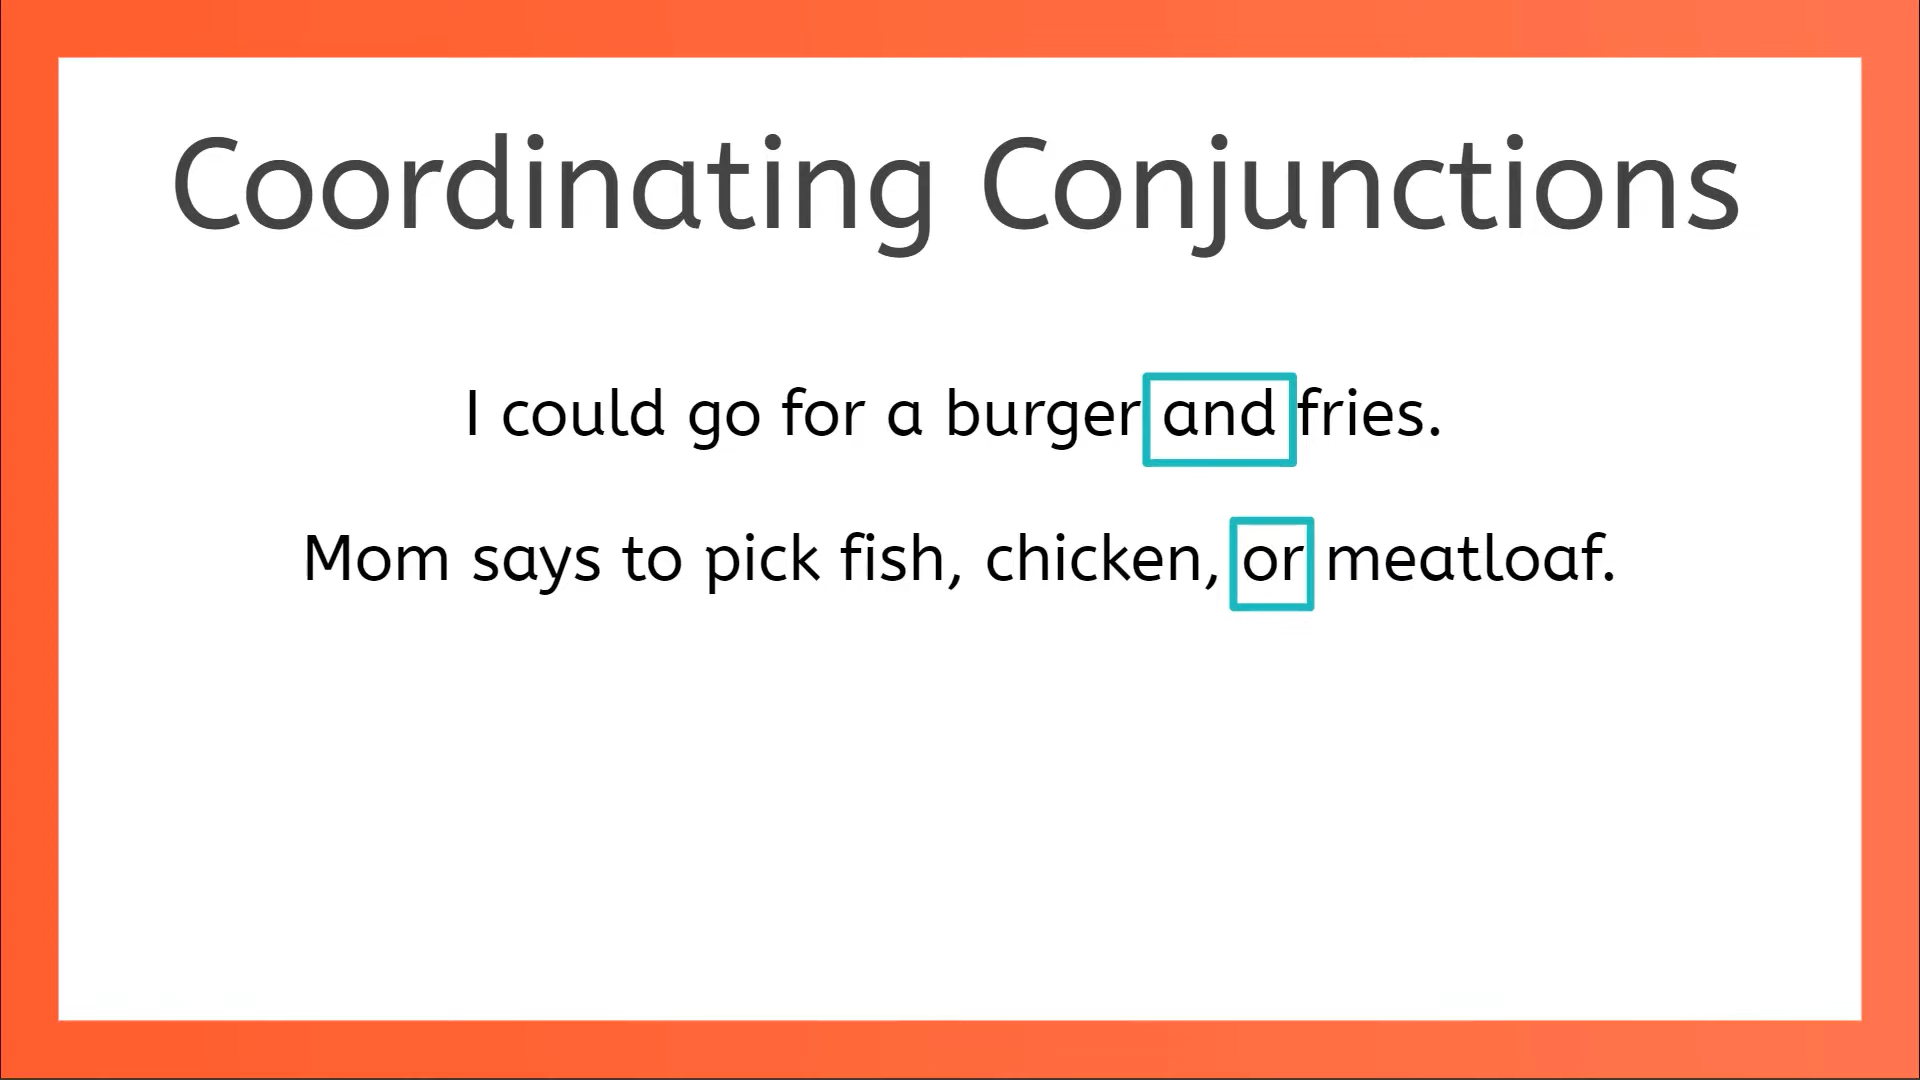 Coordinating Conjunctions
I could go for a burger and fries.
Mom says to pick fish, chicken, or meatloaf.